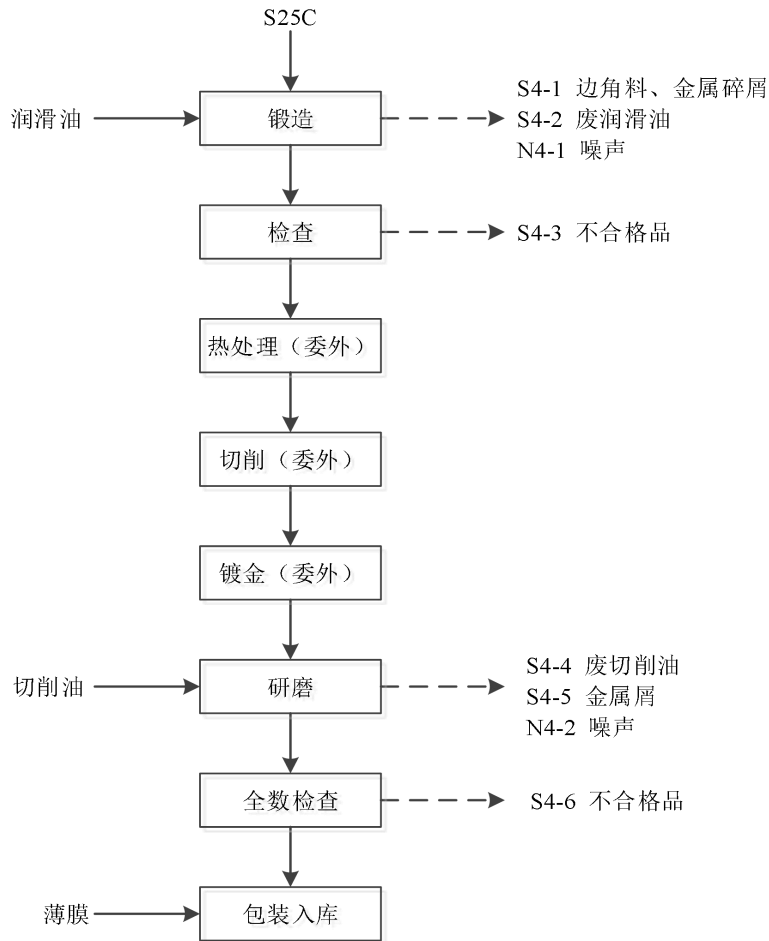 S25C
润滑油
锻造
S4-1 边角料、金属碎屑
S4-2 废润滑油
N4-1 噪声
检查
S4-3 不合格品
热处理（委外）
切削（委外）
镀金（委外）
切削油
研磨
S4-4 废切削油
S4-5 金属屑
N4-2 噪声
全数检查
S4-6 不合格品
薄膜
包装入库